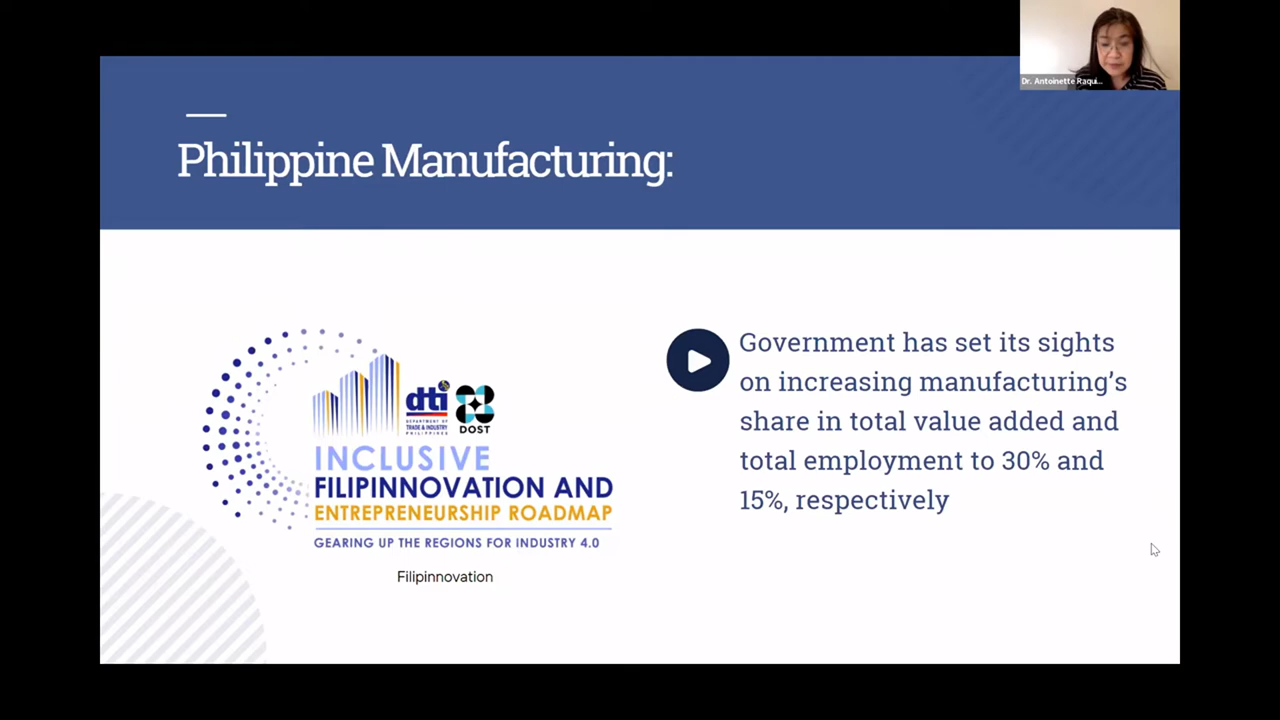 Dr. Antoinette Raqui...
Philippine Manufacturing:
Government has set its sights
on increasing manufacturing's
share in total value added and
total employment to 30% and
15%, respectively
dti
DEPARTMENT OF
TRADE & INDUSTRY
PHILIPPINES
DOST
INCLUSIVE
FILIPINNOVATION AND
ENTREPRENEURSHIP ROADMAP
GEARING UP THE REGIONS FOR INDUSTRY 4.0
Filipinnovation